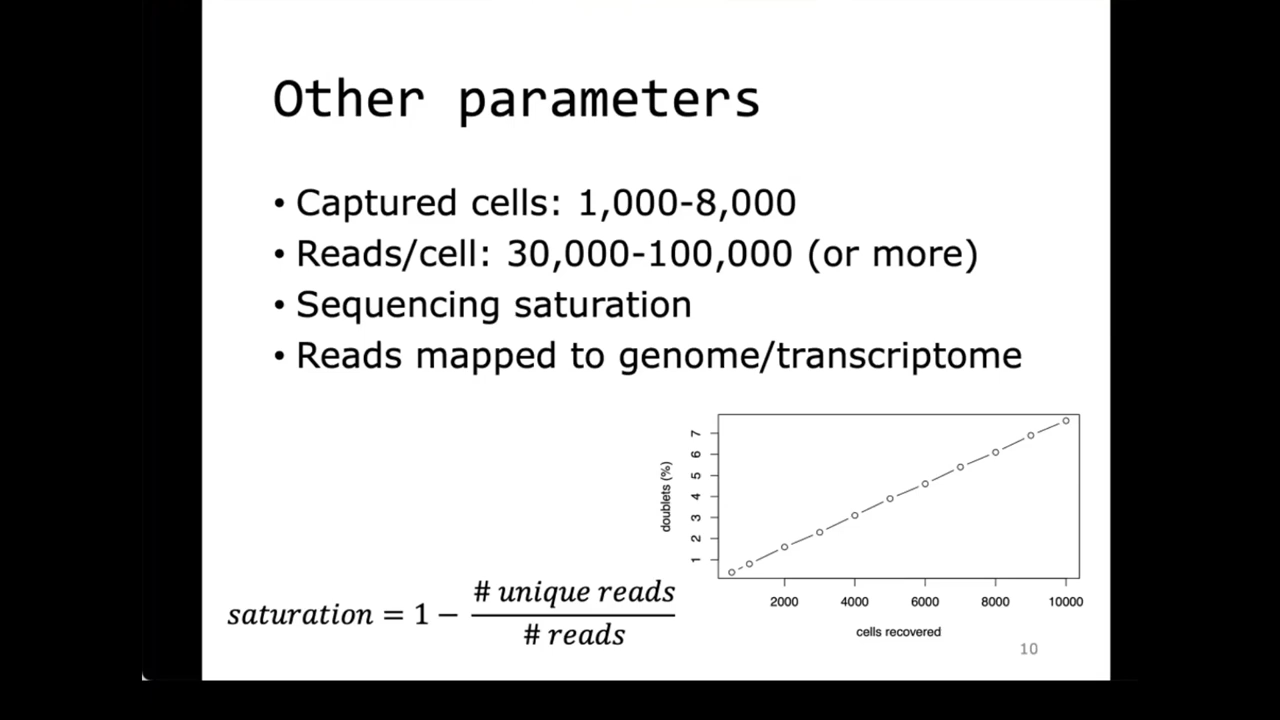 Other parameters
• Captured cells: 1,000-8,000
• Reads/cell: 30,000-100,000 (or more)
• Sequencing saturation
• Reads mapped to genome/transcriptome
saturation = 1 − # unique reads / # reads
doublets (%)
7
6
5
4
3
2
1
2000 4000 6000 8000 10000
cells recovered
10